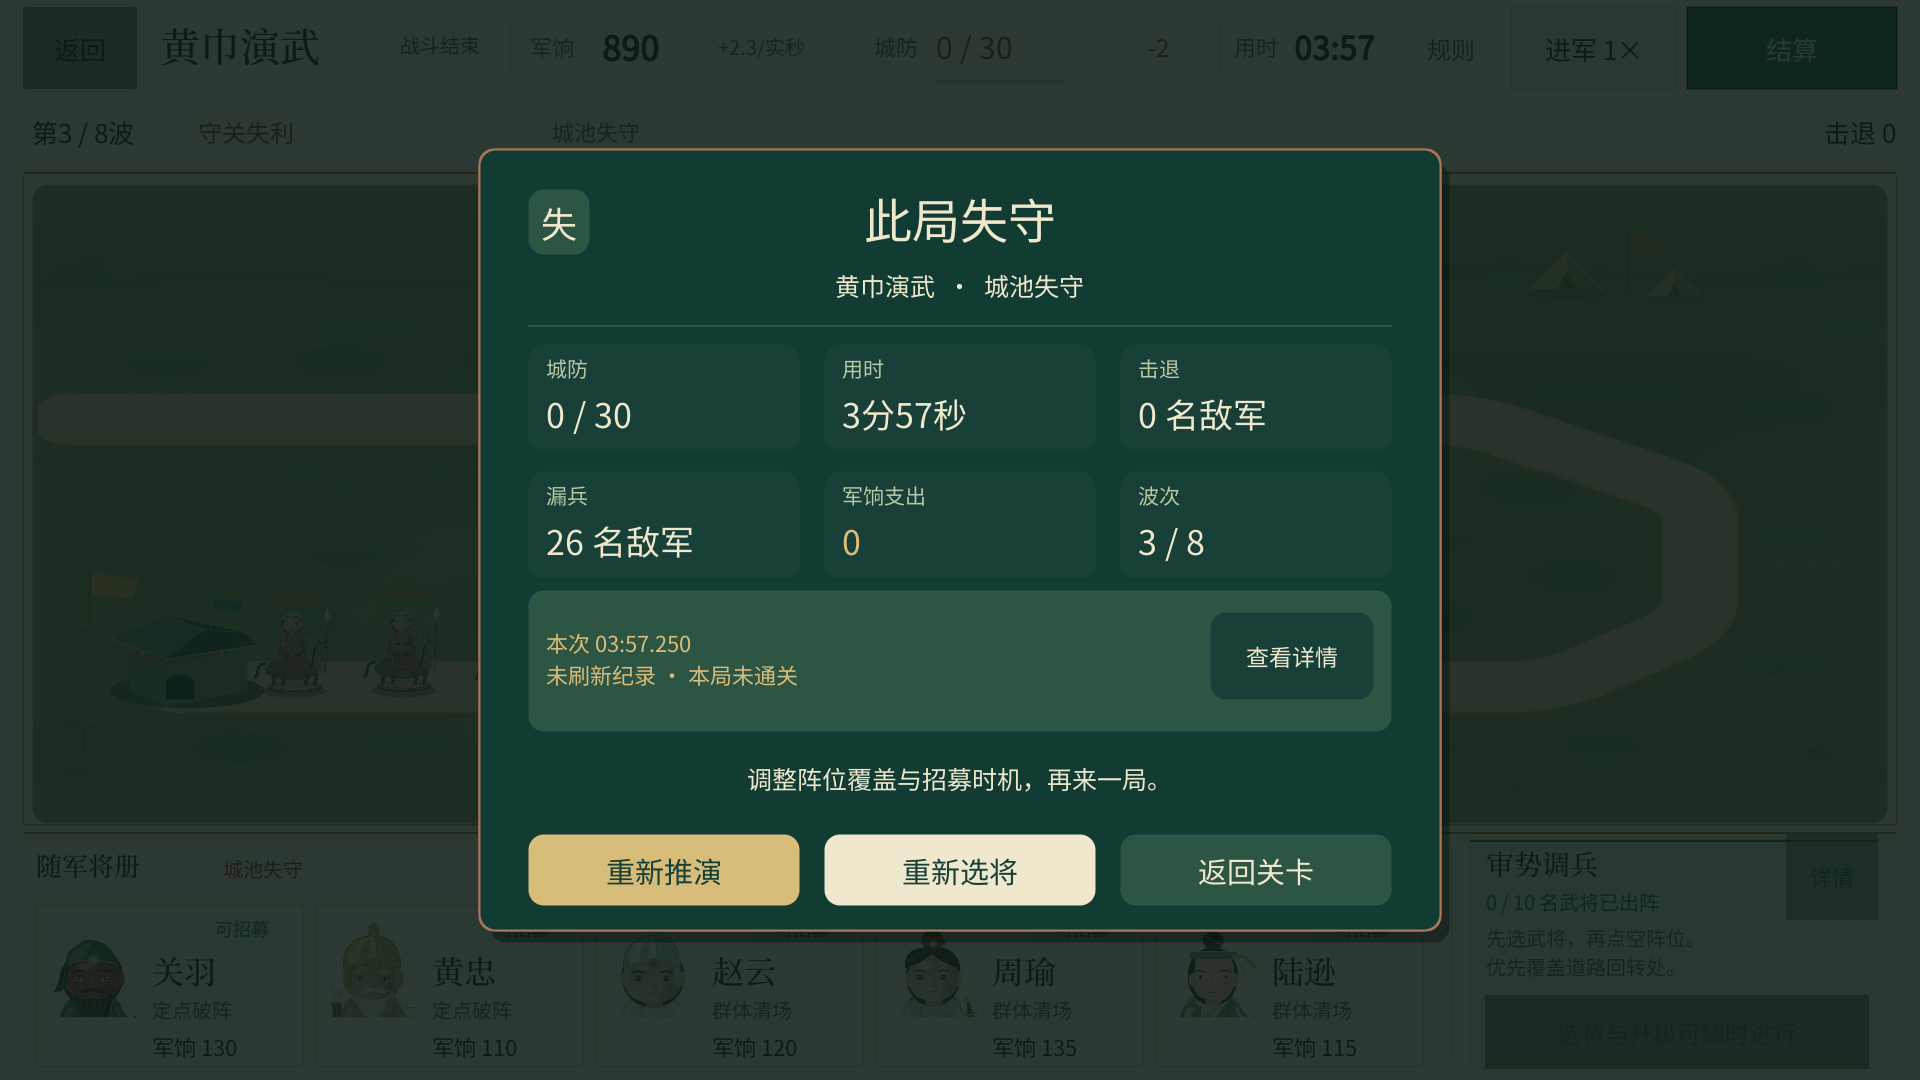 返回
黄巾演武
战斗结束
军饷 890 +2.3/实秒
城防 0 / 30 -2
用时 03:57
规则
进军 1×
结算
第3 / 8波
守关失利
城池失守
击退 0
失
此局失守
黄巾演武 · 城池失守
城防
0 / 30
用时
3分57秒
击退
0 名敌军
漏兵
26 名敌军
军饷支出
0
波次
3 / 8
本次 03:57.250
未刷新纪录 · 本局未通关
查看详情
调整阵位覆盖与招募时机，再来一局。
重新推演
重新选将
返回关卡
随军将册
城池失守
可招募
关羽
定点破阵
军饷 130
黄忠
定点破阵
军饷 110
赵云
群体清场
军饷 120
周瑜
群体清场
军饷 135
陆逊
群体清场
军饷 115
审势调兵
详情
0 / 10 名武将已出阵
先选武将，再点空阵位。
优先覆盖道路回转处。
选将与升级可随时进行